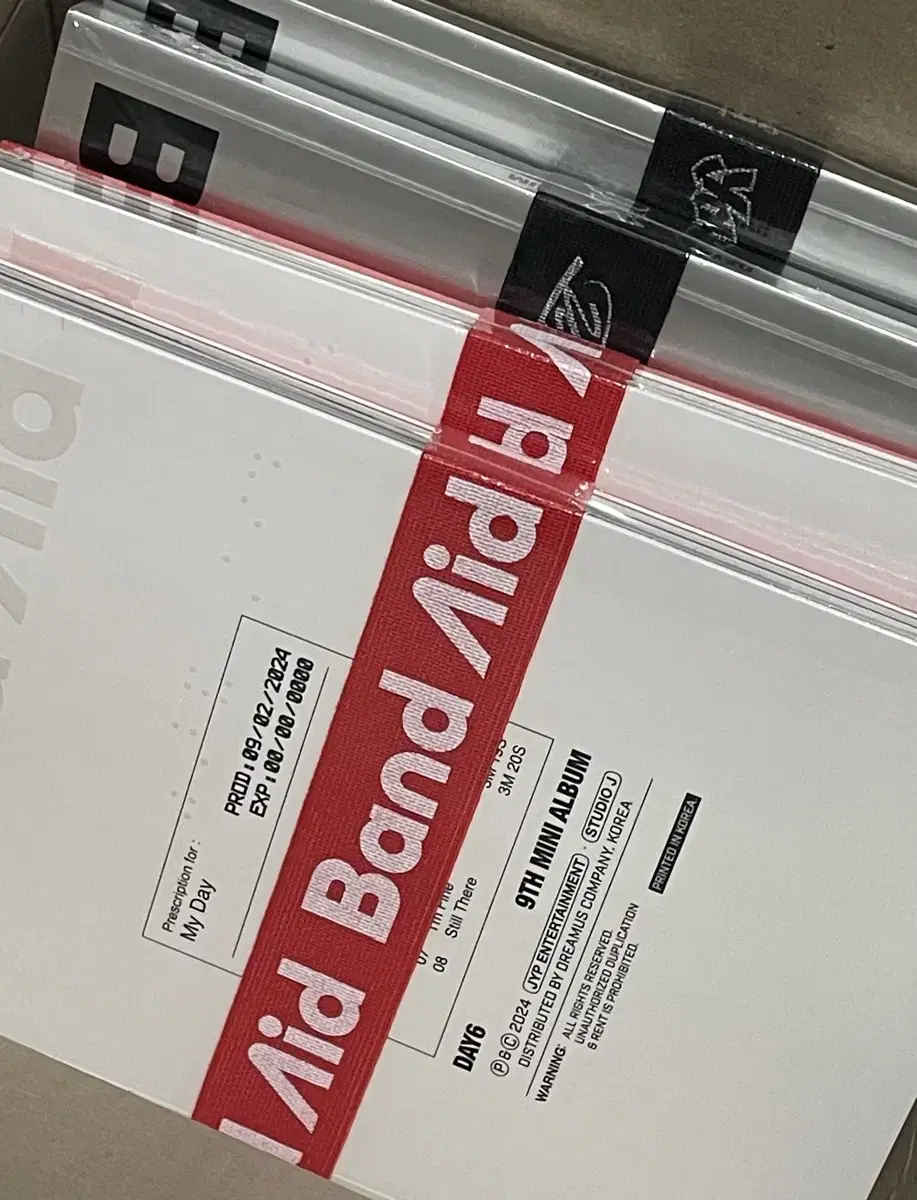 Aid Band Aid
Prescription for :
My Day
PROD : 09/02/2024
EXP : 00/00/0000
3M 20S
08 Still There
DAY6
9TH MINI ALBUM
Ⓟ&Ⓒ 2024 JYP ENTERTAINMENT · STUDIO J
DISTRIBUTED BY DREAMUS COMPANY. KOREA
WARNING: ALL RIGHTS RESERVED.
UNAUTHORIZED DUPLICATION
& RENT IS PROHIBITED.
PRINTED IN KOREA